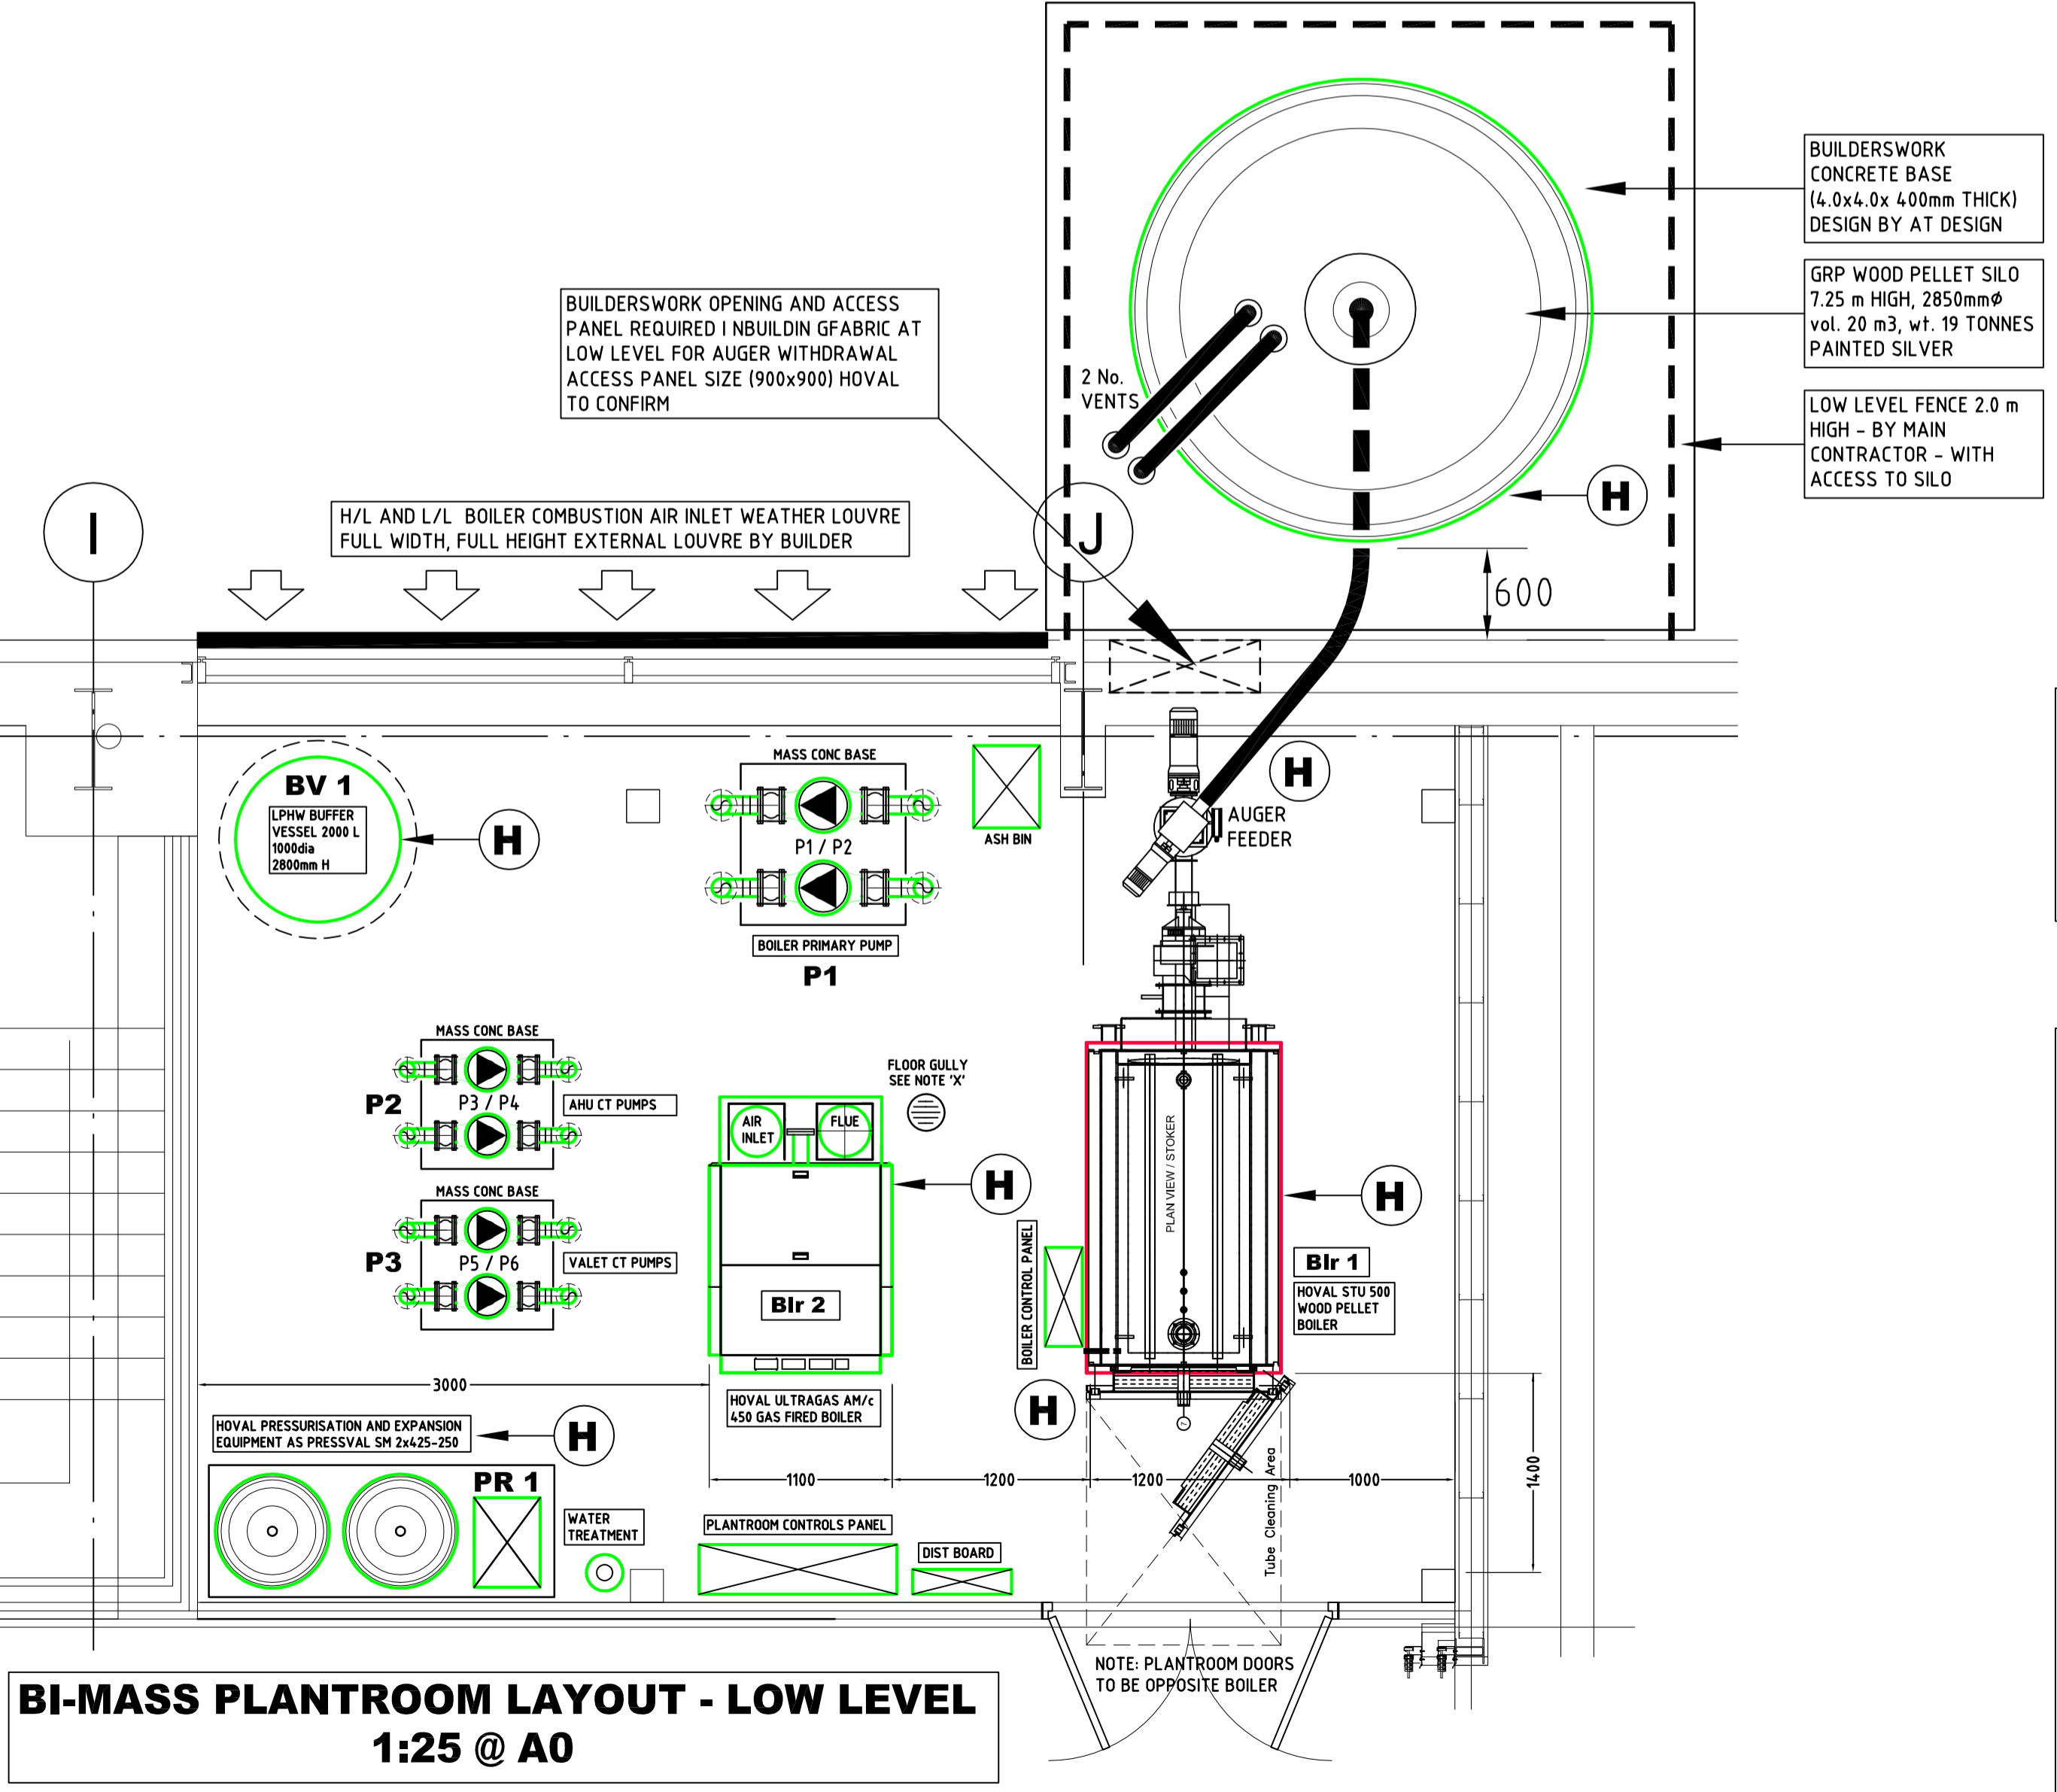 BUILDERSWORK
CONCRETE BASE
(4.0x4.0x 400mm THICK)
DESIGN BY AT DESIGN
GRP WOOD PELLET SILO
7.25 m HIGH, 2850mmØ
vol. 20 m3, wt. 19 TONNES
PAINTED SILVER
LOW LEVEL FENCE 2.0 m
HIGH - BY MAIN
CONTRACTOR - WITH
ACCESS TO SILO
BUILDERSWORK OPENING AND ACCESS
PANEL REQUIRED I NBUILDIN GFABRIC AT
LOW LEVEL FOR AUGER WITHDRAWAL
ACCESS PANEL SIZE (900x900) HOVAL
TO CONFIRM
2 No.
VENTS
H
I
H/L AND L/L BOILER COMBUSTION AIR INLET WEATHER LOUVRE
FULL WIDTH, FULL HEIGHT EXTERNAL LOUVRE BY BUILDER
J
600
BV 1
LPHW BUFFER
VESSEL 2000 L
1000dia
2800mm H
H
MASS CONC BASE
P1 / P2
BOILER PRIMARY PUMP
P1
ASH BIN
H
AUGER
FEEDER
MASS CONC BASE
P2
P3 / P4
AHU CT PUMPS
MASS CONC BASE
P3
P5 / P6
VALET CT PUMPS
FLOOR GULLY
SEE NOTE 'X'
AIR
INLET
FLUE
H
Blr 2
HOVAL ULTRAGAS AM/c
450 GAS FIRED BOILER
BOILER CONTROL PANEL
PLAN VIEW / STOKER
H
Blr 1
HOVAL STU 500
WOOD PELLET
BOILER
H
7
3000
HOVAL PRESSURISATION AND EXPANSION
EQUIPMENT AS PRESSVAL SM 2x425-250
H
1100
1200
1200
1000
1400
PR 1
WATER
TREATMENT
PLANTROOM CONTROLS PANEL
DIST BOARD
Tube Cleaning Area
NOTE: PLANTROOM DOORS
TO BE OPPOSITE BOILER
BI-MASS PLANTROOM LAYOUT - LOW LEVEL
1:25 @ A0